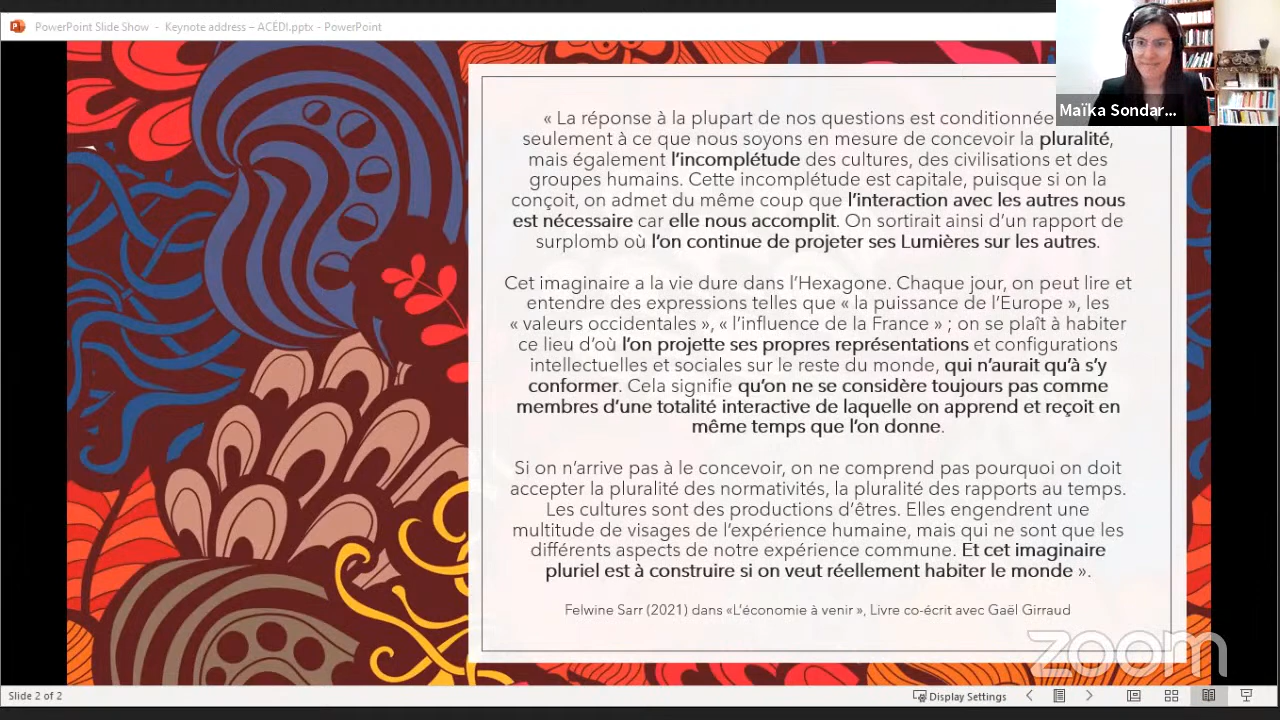 PowerPoint Slide Show - Keynote address – ACÉDI.pptx - PowerPoint
Maïka Sondar...
« La réponse à la plupart de nos questions est conditionnée
seulement à ce que nous soyons en mesure de concevoir la pluralité,
mais également l’incomplétude des cultures, des civilisations et des
groupes humains. Cette incomplétude est capitale, puisque si on la
conçoit, on admet du même coup que l’interaction avec les autres nous
est nécessaire car elle nous accomplit. On sortirait ainsi d’un rapport de
surplomb où l’on continue de projeter ses Lumières sur les autres.
Cet imaginaire a la vie dure dans l’Hexagone. Chaque jour, on peut lire et
entendre des expressions telles que « la puissance de l’Europe », les
« valeurs occidentales », « l’influence de la France » ; on se plaît à habiter
ce lieu d’où l’on projette ses propres représentations et configurations
intellectuelles et sociales sur le reste du monde, qui n’aurait qu’à s’y
conformer. Cela signifie qu’on ne se considère toujours pas comme
membres d’une totalité interactive de laquelle on apprend et reçoit en
même temps que l’on donne.
Si on n’arrive pas à le concevoir, on ne comprend pas pourquoi on doit
accepter la pluralité des normativités, la pluralité des rapports au temps.
Les cultures sont des productions d’êtres. Elles engendrent une
multitude de visages de l’expérience humaine, mais qui ne sont que les
différents aspects de notre expérience commune. Et cet imaginaire
pluriel est à construire si on veut réellement habiter le monde ».
Felwine Sarr (2021) dans «L’économie à venir », Livre co-écrit avec Gaël Girraud
zoom
Slide 2 of 2
Display Settings